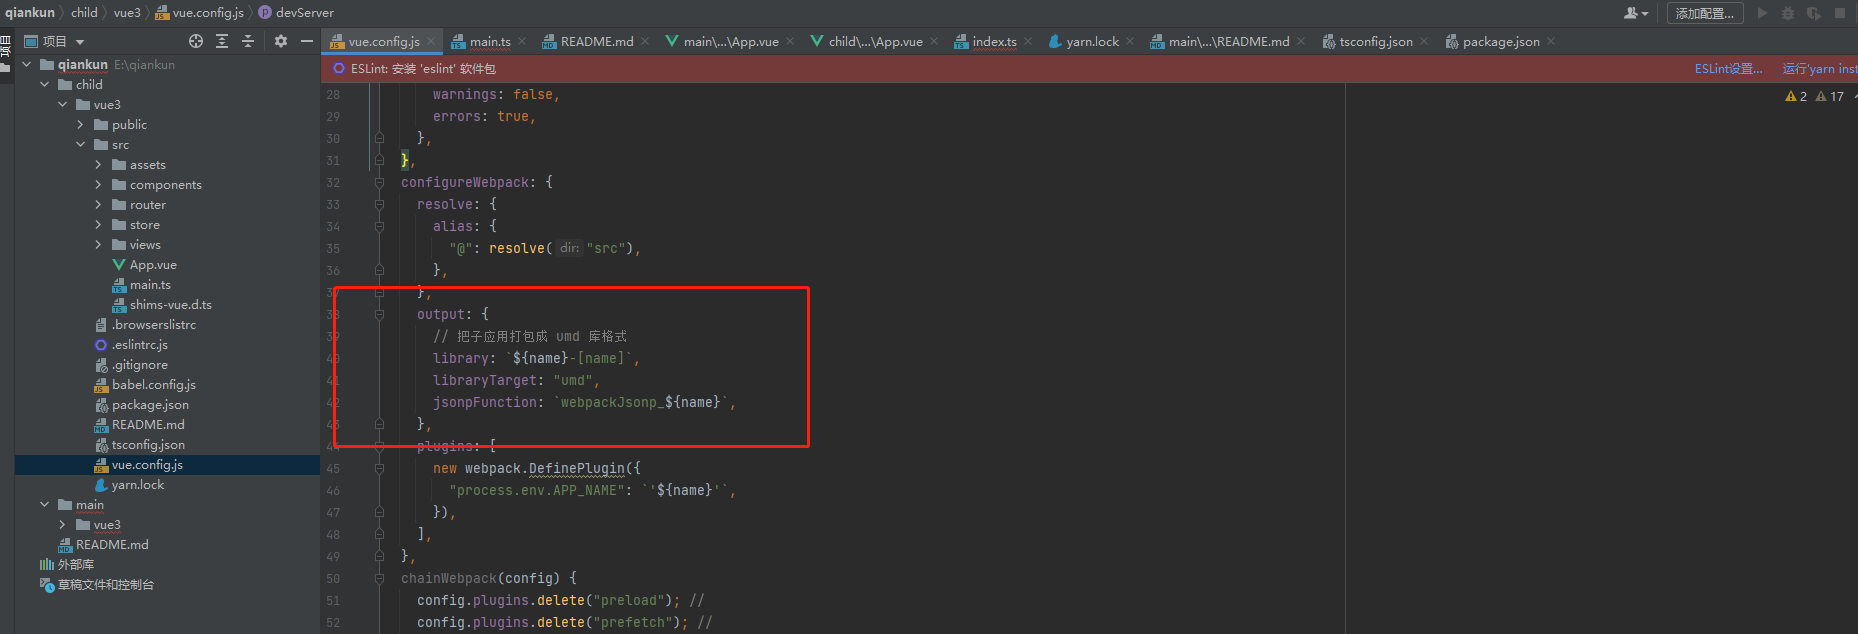 qiankun child vue3 vue.config.js devServer
添加配置...
项目
项目
vue.config.js main.ts README.md main\...\App.vue child\...\App.vue index.ts yarn.lock main\...\README.md tsconfig.json package.json
qiankun E:\qiankun
child
vue3
public
src
assets
components
router
store
views
App.vue
main.ts
shims-vue.d.ts
.browserslistrc
.eslintrc.js
.gitignore
babel.config.js
package.json
README.md
tsconfig.json
vue.config.js
yarn.lock
main
vue3
README.md
外部库
草稿文件和控制台
ESLint: 安装 'eslint' 软件包
ESLint设置... 运行'yarn inst
2 17
28 warnings: false,
29 errors: true,
30 },
31 },
32 configureWebpack: {
33 resolve: {
34 alias: {
35 "@": resolve( dir: "src"),
36 },
37 },
38 output: {
39 // 把子应用打包成 umd 库格式
40 library: `${name}-[name]`,
41 libraryTarget: "umd",
42 jsonpFunction: `webpackJsonp_${name}`,
43 },
44 plugins: [
45 new webpack.DefinePlugin({
46 "process.env.APP_NAME": `'${name}'`,
47 }),
48 ],
49 },
50 chainWebpack(config) {
51 config.plugins.delete("preload"); //
52 config.plugins.delete("prefetch"); //